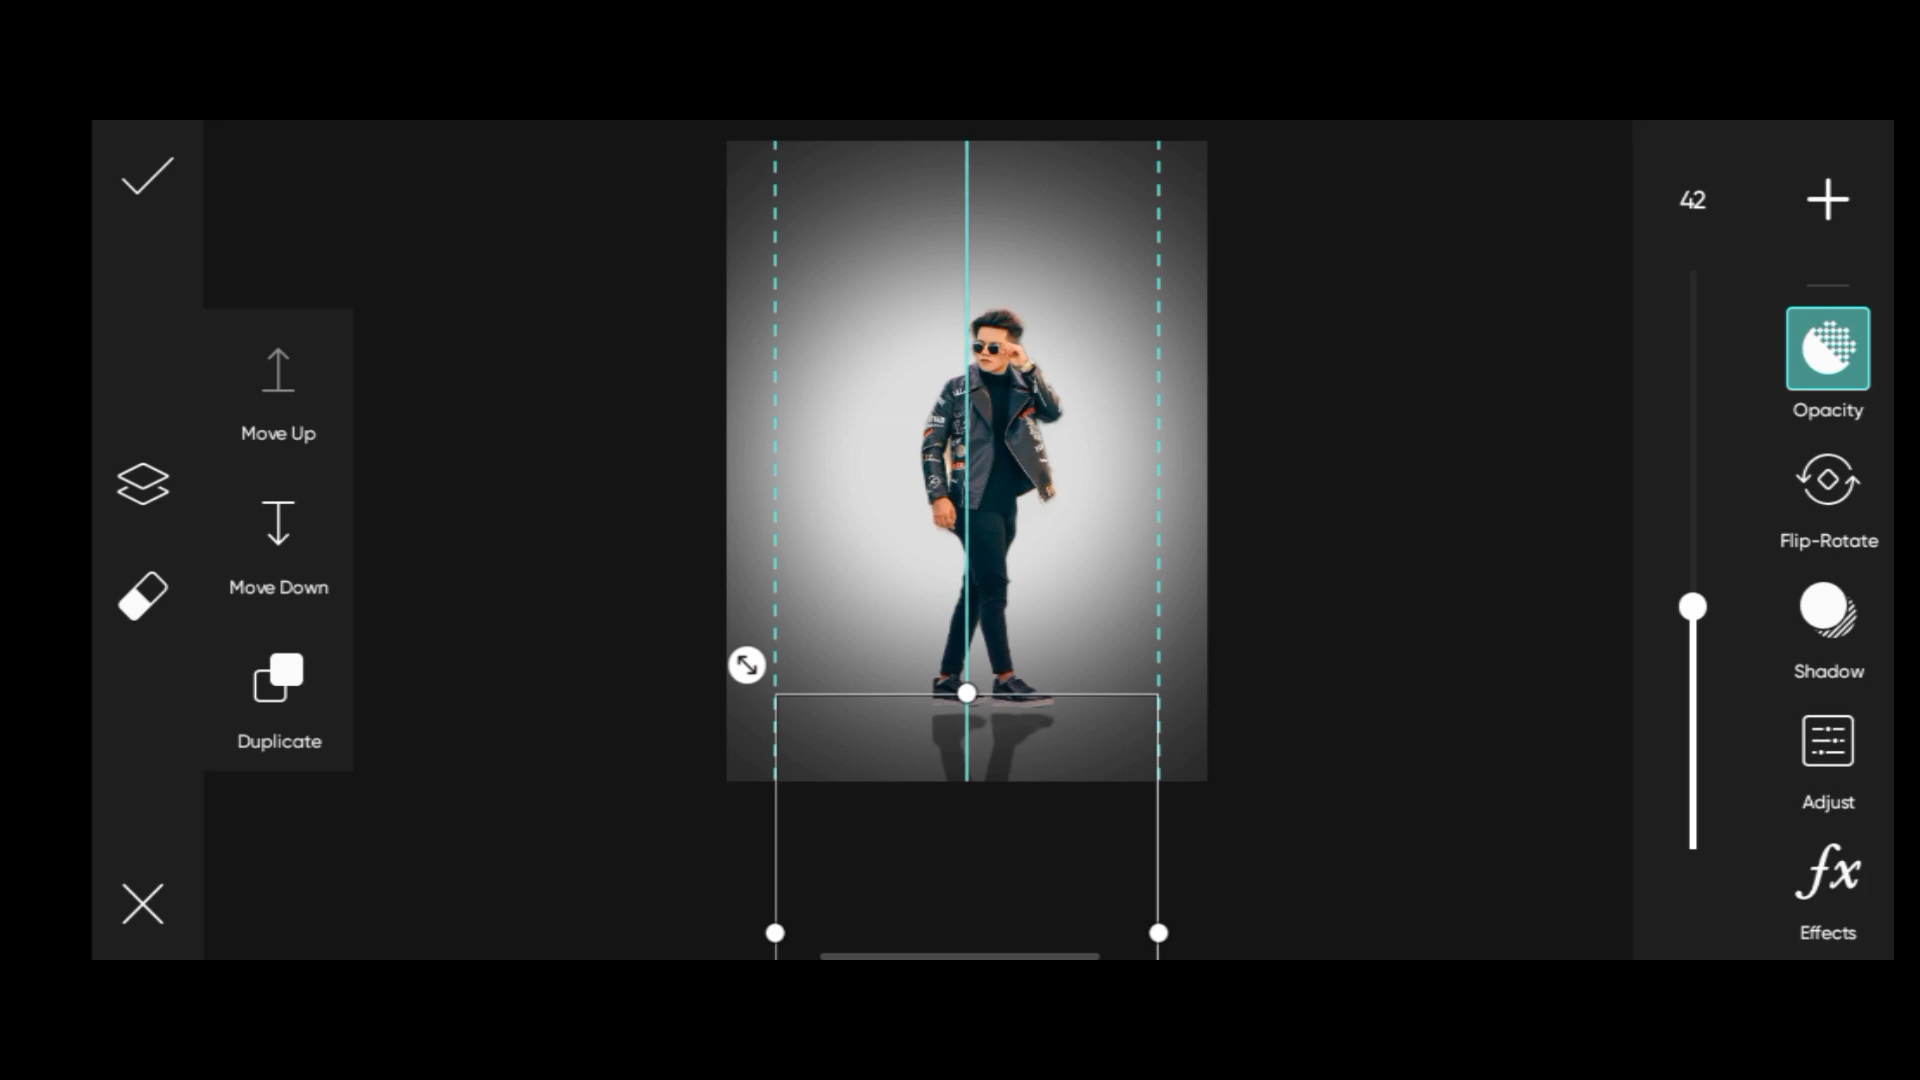 Move Up
Move Down
Duplicate
42
Opacity
Flip-Rotate
Shadow
Adjust
fx
Effects